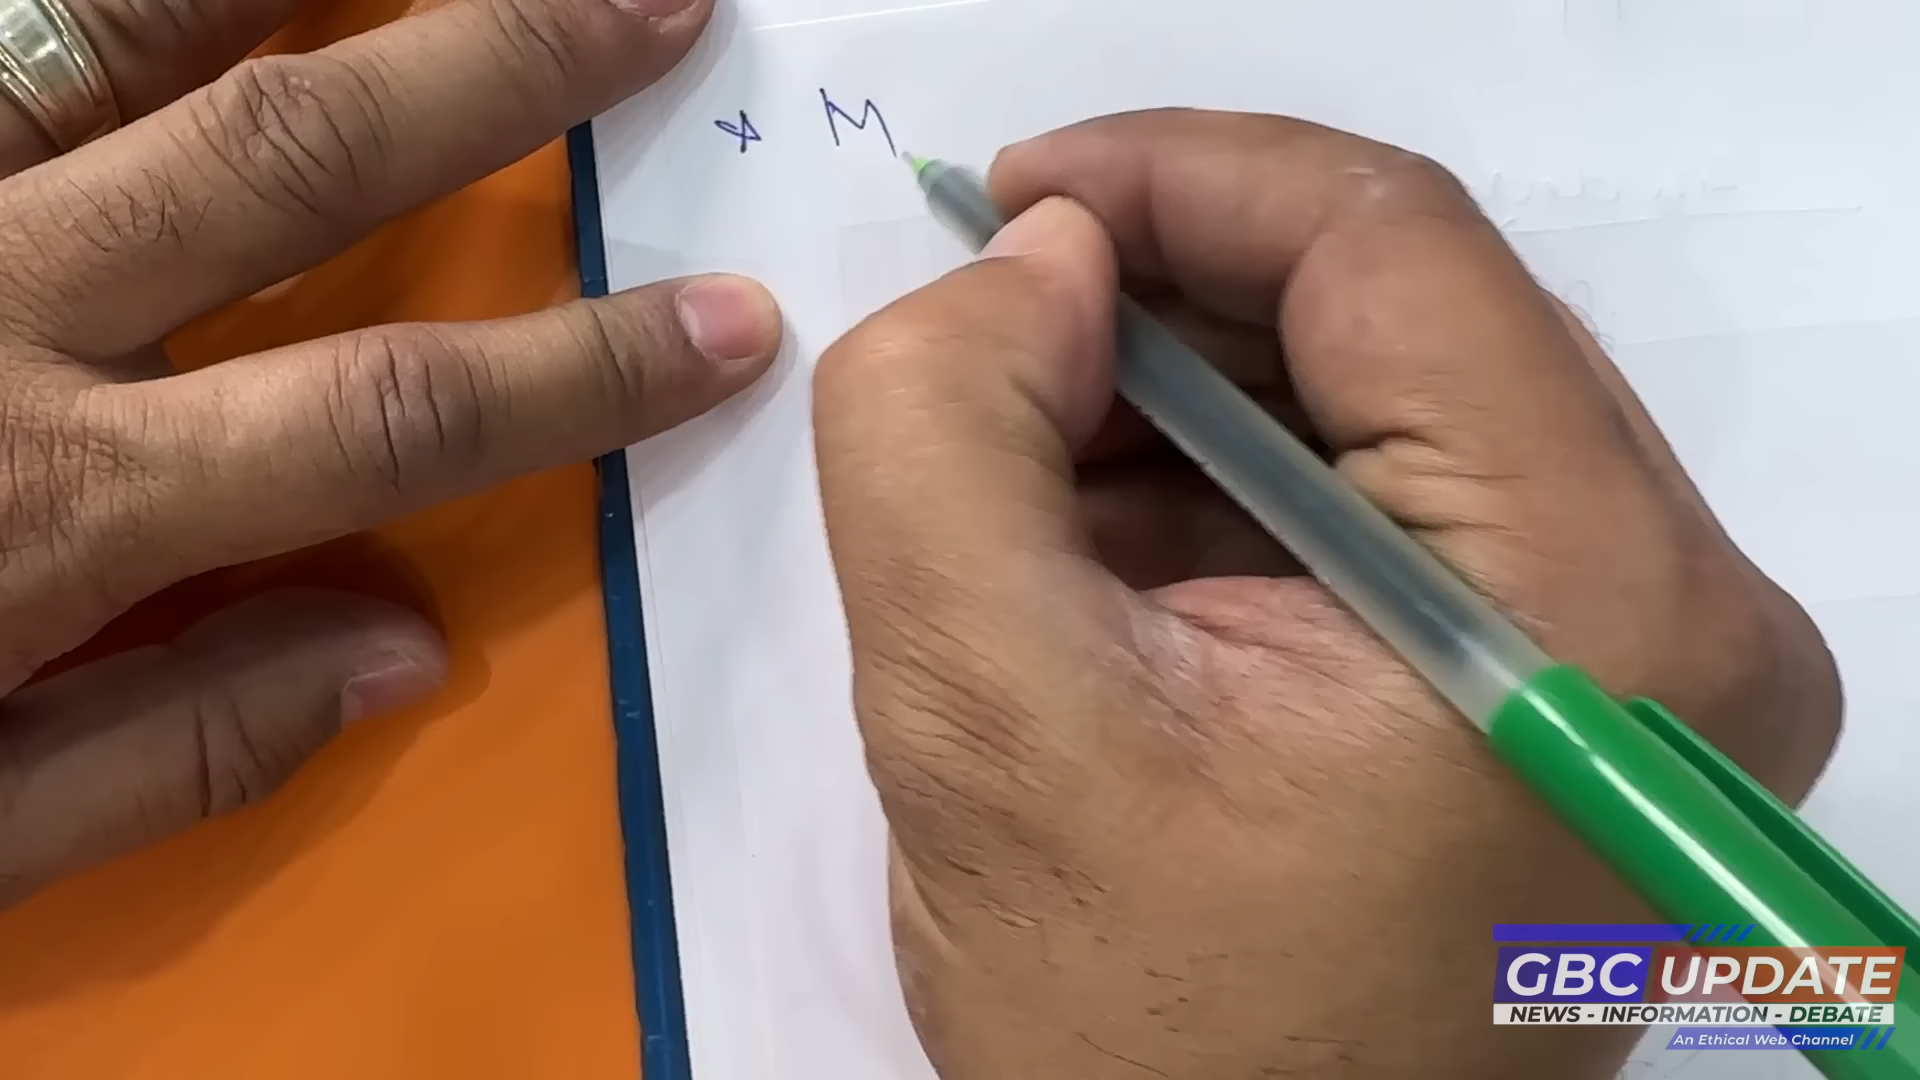 * M
GBC UPDATE
NEWS - INFORMATION - DEBATE
An Ethical Web Channel